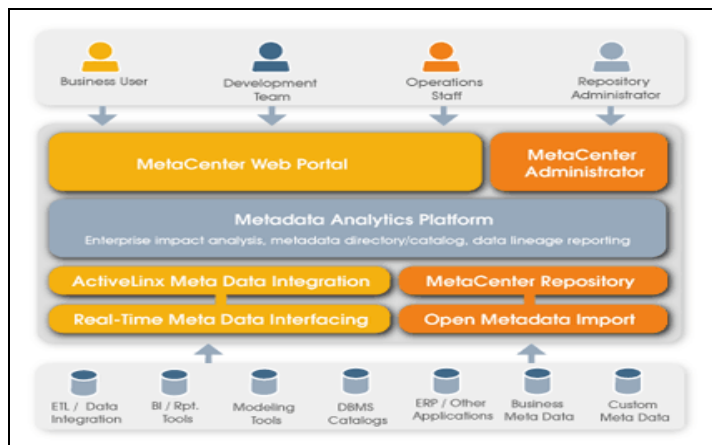 Business User
Development
Team
Operations
Staff
Repository
Administrator
MetaCenter Web Portal
MetaCenter
Administrator
Metadata Analytics Platform
Enterprise impact analysis, metadata directory/catalog, data lineage reporting
ActiveLinx Meta Data Integration
MetaCenter Repository
Real-Time Meta Data Interfacing
Open Metadata Import
ETL / Data
Integration
BI / Rpt.
Tools
Modeling
Tools
DBMS
Catalogs
ERP / Other
Applications
Business
Meta Data
Custom
Meta Data